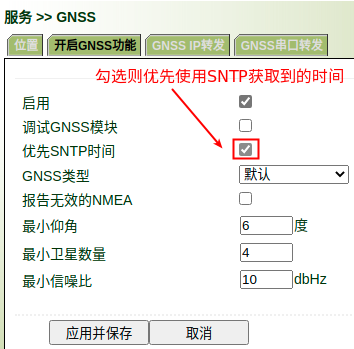 服务 >> GNSS
位置 开启GNSS功能 GNSS IP转发 GNSS串口转发
勾选则优先使用SNTP获取到的时间
启用
调试GNSS模块
优先SNTP时间
GNSS类型 默认
报告无效的NMEA
最小仰角 6 度
最小卫星数量 4
最小信噪比 10 dbHz
应用并保存 取消